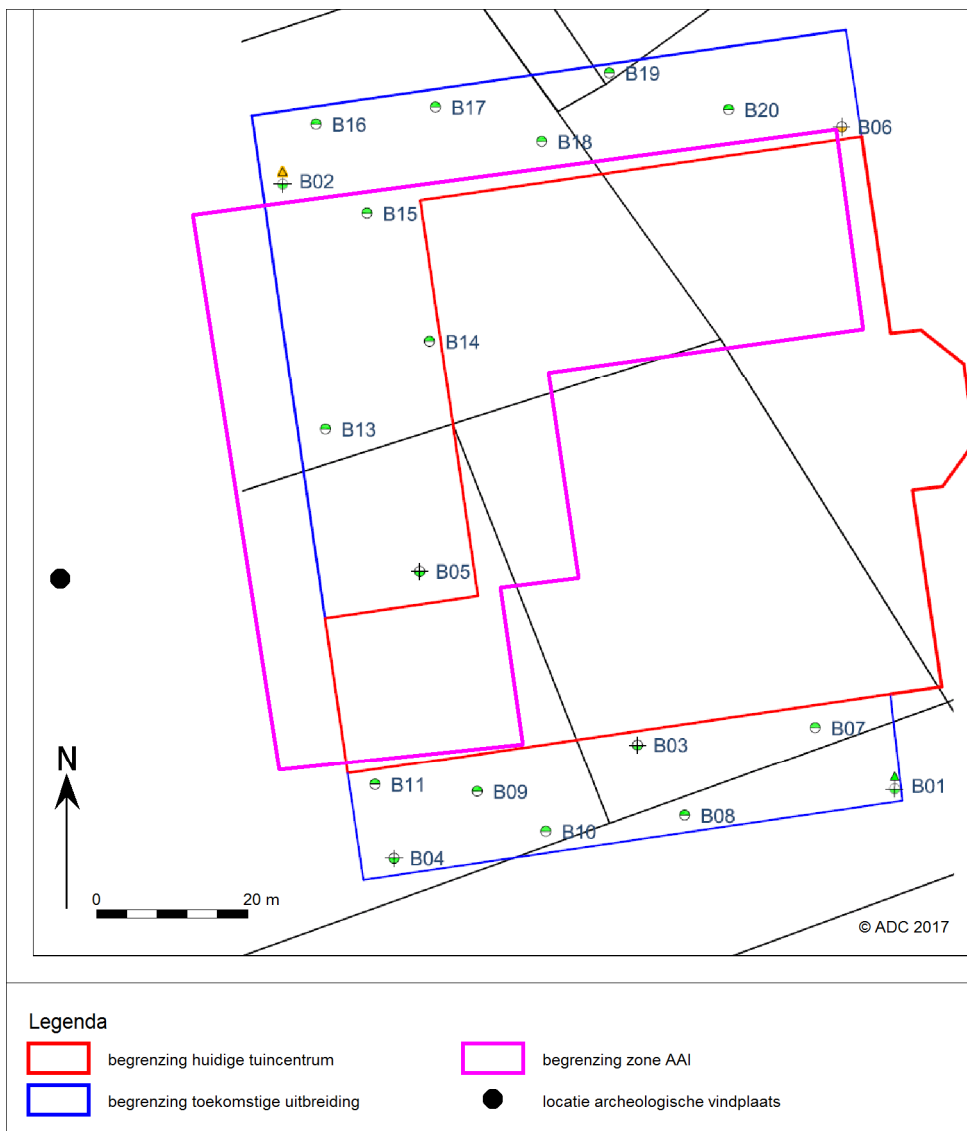 B19
B17
B20
B16
B06
B18
B02
B15
B14
B13
B05
B07
B03
N
B11
B01
B09
B08
B10
B04
0 20 m
© ADC 2017
Legenda
begrenzing huidige tuincentrum
begrenzing zone AAI
begrenzing toekomstige uitbreiding
locatie archeologische vindplaats